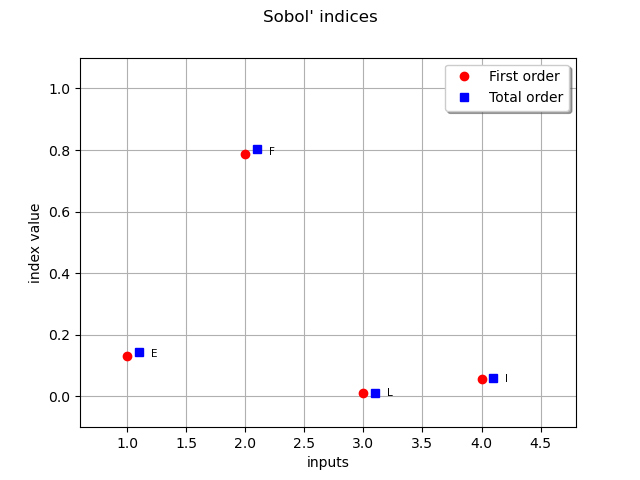 Sobol' indices
First order
Total order
1.0
0.8
0.6
0.4
0.2
0.0
index value
F
E
L
I
1.0 1.5 2.0 2.5 3.0 3.5 4.0 4.5
inputs